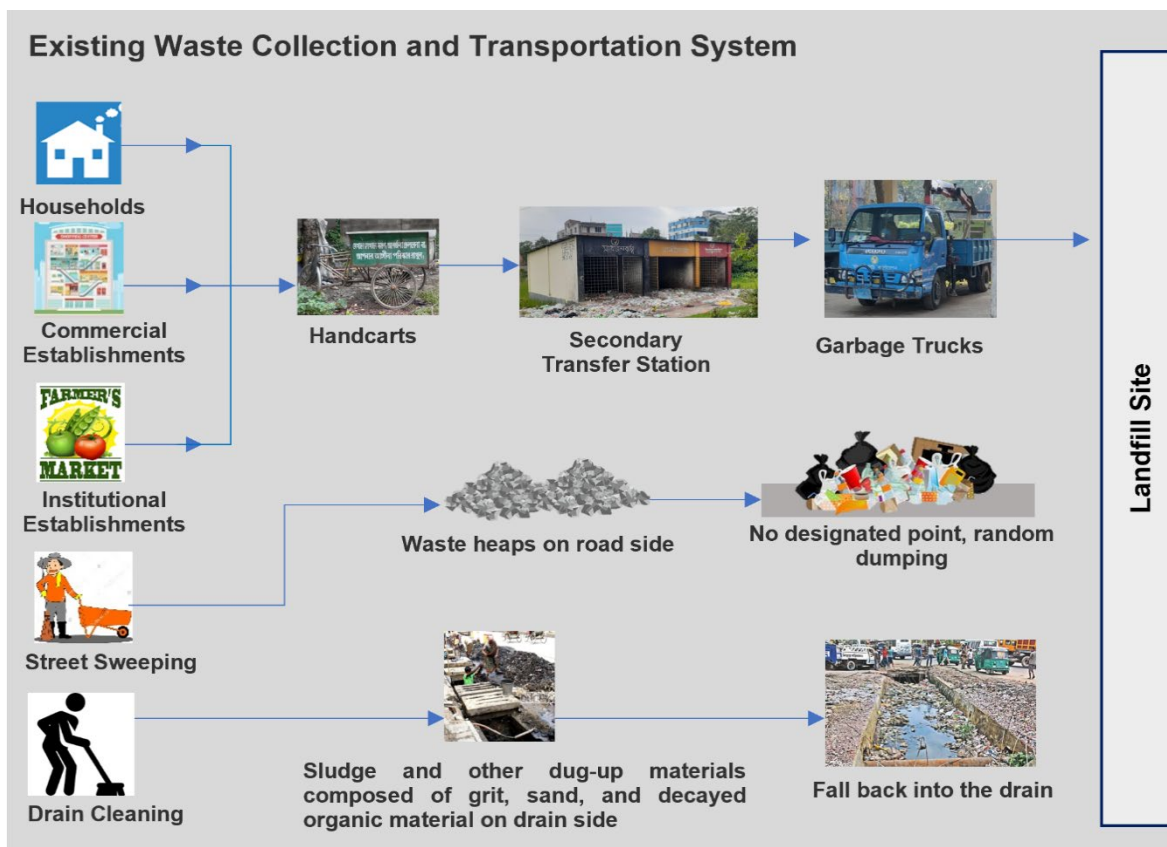 Existing Waste Collection and Transportation System
Households
Commercial
Establishments
FARMER'S
MARKET
Institutional
Establishments
Street Sweeping
Drain Cleaning
Handcarts
Secondary
Transfer Station
Garbage Trucks
Waste heaps on road side
No designated point, random
dumping
Sludge and other dug-up materials
composed of grit, sand, and decayed
organic material on drain side
Fall back into the drain
Landfill Site